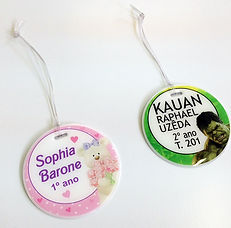 Sophia
Barone
1º ano
KAUAN
RAPHAEL
UZÊDA
2º ano
T. 201